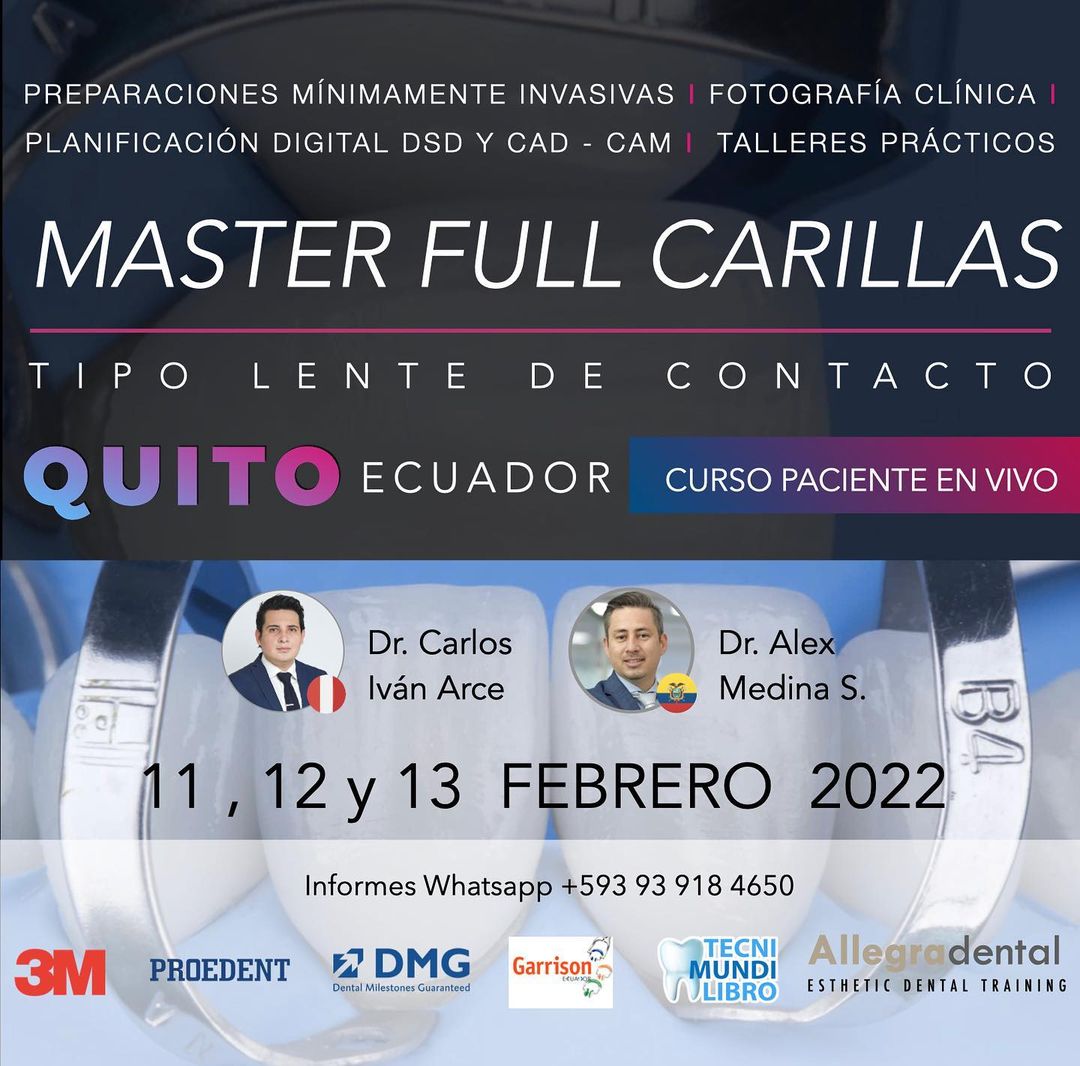 PREPARACIONES MÍNIMAMENTE INVASIVAS | FOTOGRAFÍA CLÍNICA |
PLANIFICACIÓN DIGITAL DSD Y CAD - CAM | TALLERES PRÁCTICOS
MASTER FULL CARILLAS
TIPO LENTE DE CONTACTO
QUITO ECUADOR
CURSO PACIENTE EN VIVO
Dr. Carlos
Iván Arce
Dr. Alex
Medina S.
B4
11 , 12 y 13 FEBRERO 2022
Informes Whatsapp +593 93 918 4650
3M
PROEDENT
DMG
Dental Milestones Guaranteed
Garrison
ECUADOR
TECNI
MUNDI
LIBRO
Allegradental
ESTHETIC DENTAL TRAINING